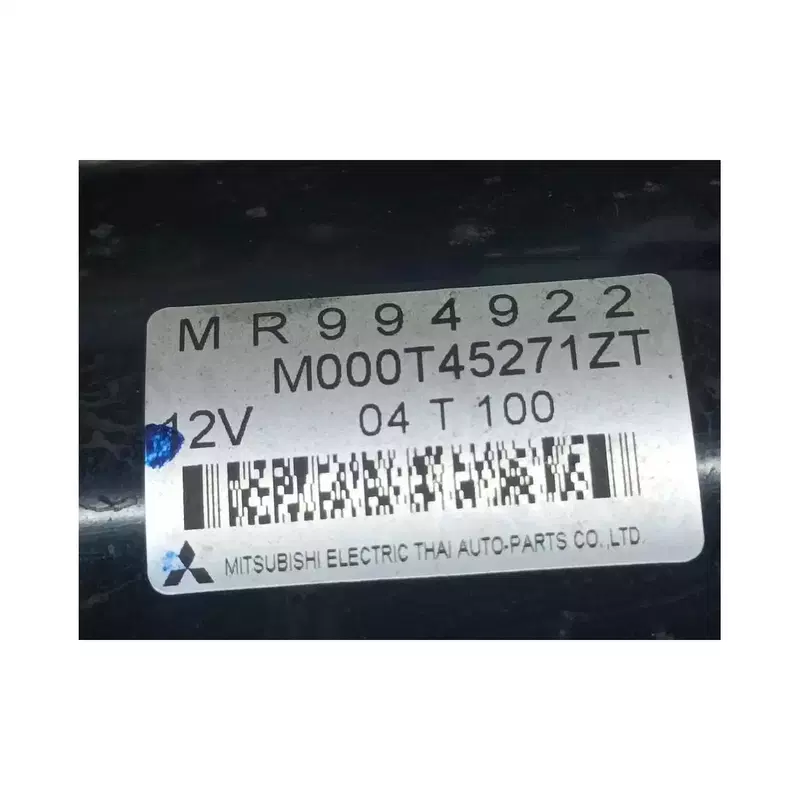 MR994922
M000T45271ZT
12V 04 T 100
MITSUBISHI ELECTRIC THAI AUTO-PARTS CO.,LTD.